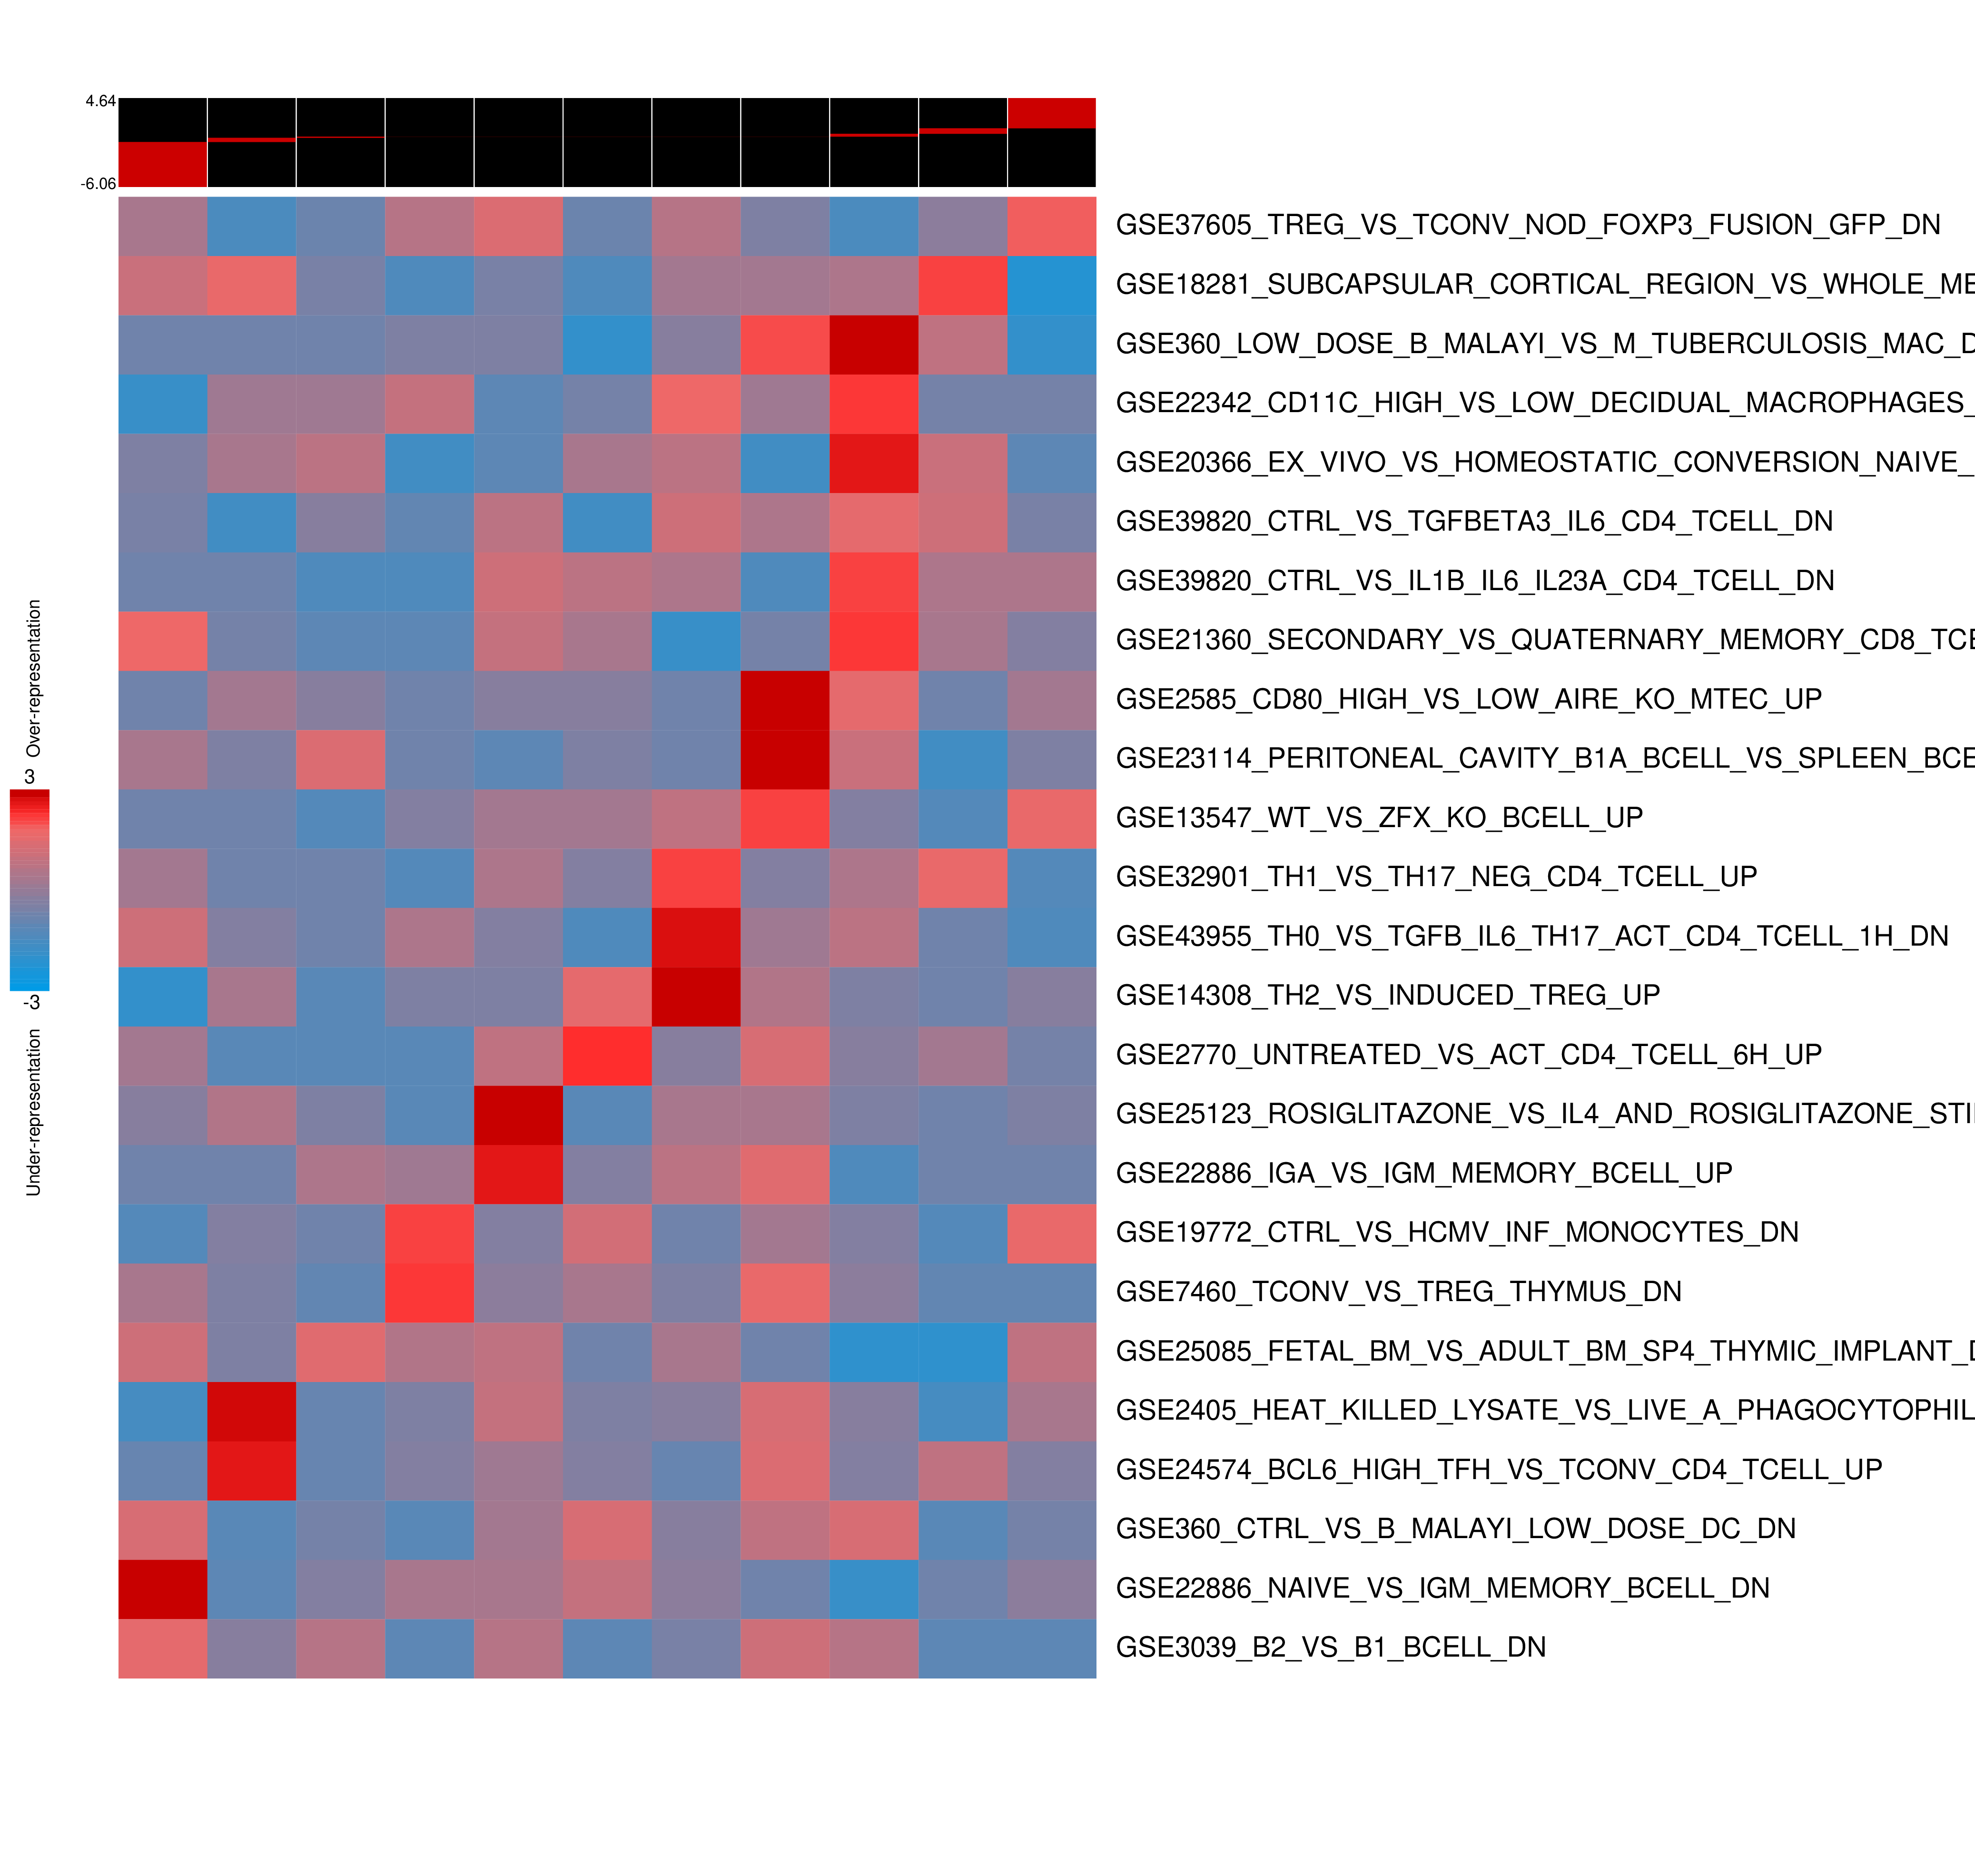 4.64
-6.06
GSE37605_TREG_VS_TCONV_NOD_FOXP3_FUSION_GFP_DN
GSE18281_SUBCAPSULAR_CORTICAL_REGION_VS_WHOLE_ME
GSE360_LOW_DOSE_B_MALAYI_VS_M_TUBERCULOSIS_MAC_D
GSE22342_CD11C_HIGH_VS_LOW_DECIDUAL_MACROPHAGES_
GSE20366_EX_VIVO_VS_HOMEOSTATIC_CONVERSION_NAIVE_
GSE39820_CTRL_VS_TGFBETA3_IL6_CD4_TCELL_DN
GSE39820_CTRL_VS_IL1B_IL6_IL23A_CD4_TCELL_DN
GSE21360_SECONDARY_VS_QUATERNARY_MEMORY_CD8_TCE
GSE2585_CD80_HIGH_VS_LOW_AIRE_KO_MTEC_UP
GSE23114_PERITONEAL_CAVITY_B1A_BCELL_VS_SPLEEN_BCE
GSE13547_WT_VS_ZFX_KO_BCELL_UP
GSE32901_TH1_VS_TH17_NEG_CD4_TCELL_UP
GSE43955_TH0_VS_TGFB_IL6_TH17_ACT_CD4_TCELL_1H_DN
GSE14308_TH2_VS_INDUCED_TREG_UP
GSE2770_UNTREATED_VS_ACT_CD4_TCELL_6H_UP
GSE25123_ROSIGLITAZONE_VS_IL4_AND_ROSIGLITAZONE_STI
GSE22886_IGA_VS_IGM_MEMORY_BCELL_UP
GSE19772_CTRL_VS_HCMV_INF_MONOCYTES_DN
GSE7460_TCONV_VS_TREG_THYMUS_DN
GSE25085_FETAL_BM_VS_ADULT_BM_SP4_THYMIC_IMPLANT_D
GSE2405_HEAT_KILLED_LYSATE_VS_LIVE_A_PHAGOCYTOPHIL
GSE24574_BCL6_HIGH_TFH_VS_TCONV_CD4_TCELL_UP
GSE360_CTRL_VS_B_MALAYI_LOW_DOSE_DC_DN
GSE22886_NAIVE_VS_IGM_MEMORY_BCELL_DN
GSE3039_B2_VS_B1_BCELL_DN
Over-representation
3
-3
Under-representation